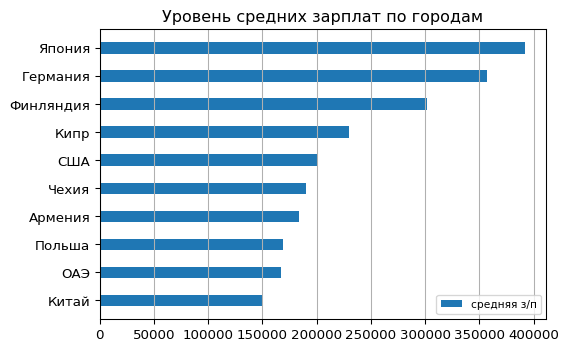 Уровень средних зарплат по городам
Япония
Германия
Финляндия
Кипр
США
Чехия
Армения
Польша
ОАЭ
Китай
средняя з/п
0 50000 100000 150000 200000 250000 300000 350000 400000